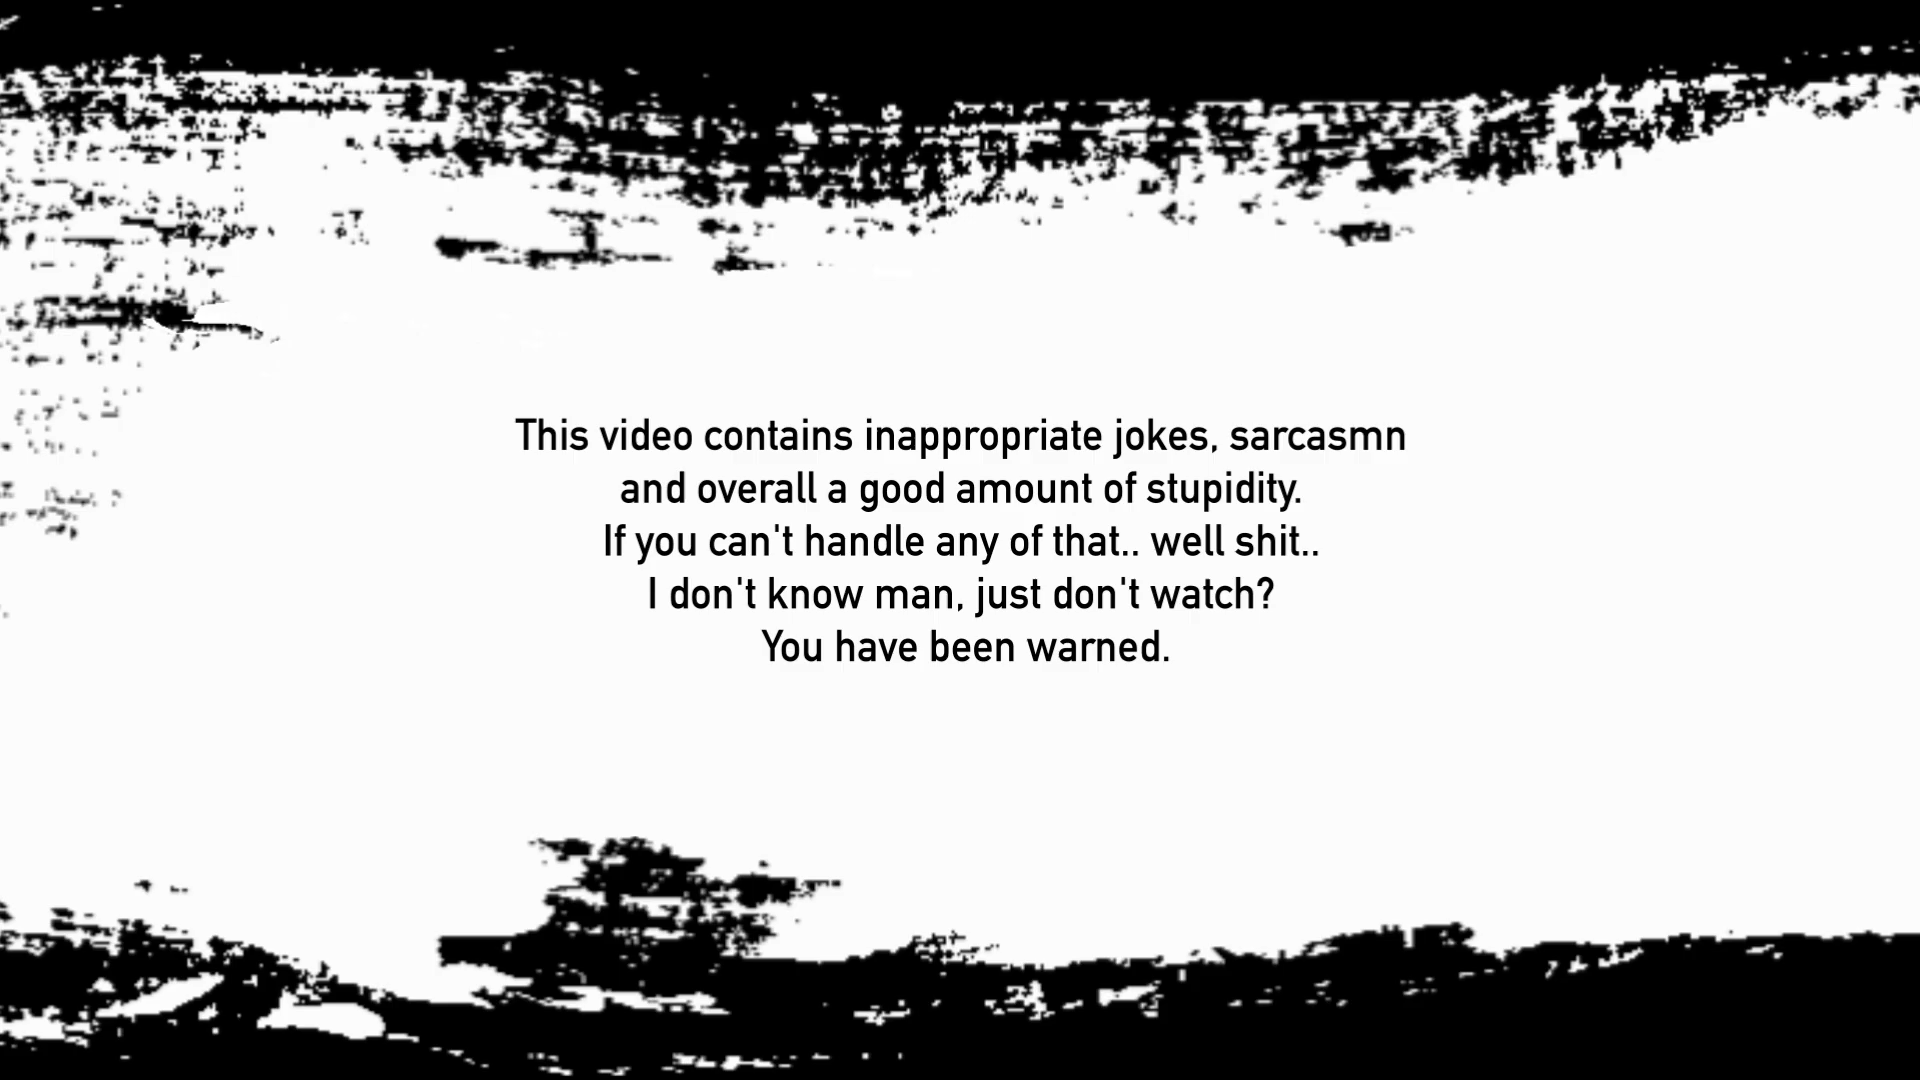 This video contains inappropriate jokes, sarcasmn
and overall a good amount of stupidity.
If you can't handle any of that.. well shit..
I don't know man, just don't watch?
You have been warned.